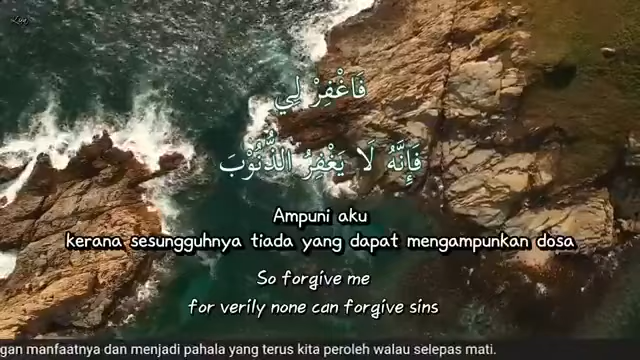 فَاغْفِرْ لِي
فَإِنَّهُ لَا يَغْفِرُ الذُّنُوْبَ
Ampuni aku
kerana sesungguhnya tiada yang dapat mengampunkan dosa
So forgive me
for verily none can forgive sins
gan manfaatnya dan menjadi pahala yang terus kita peroleh walau selepas mati.